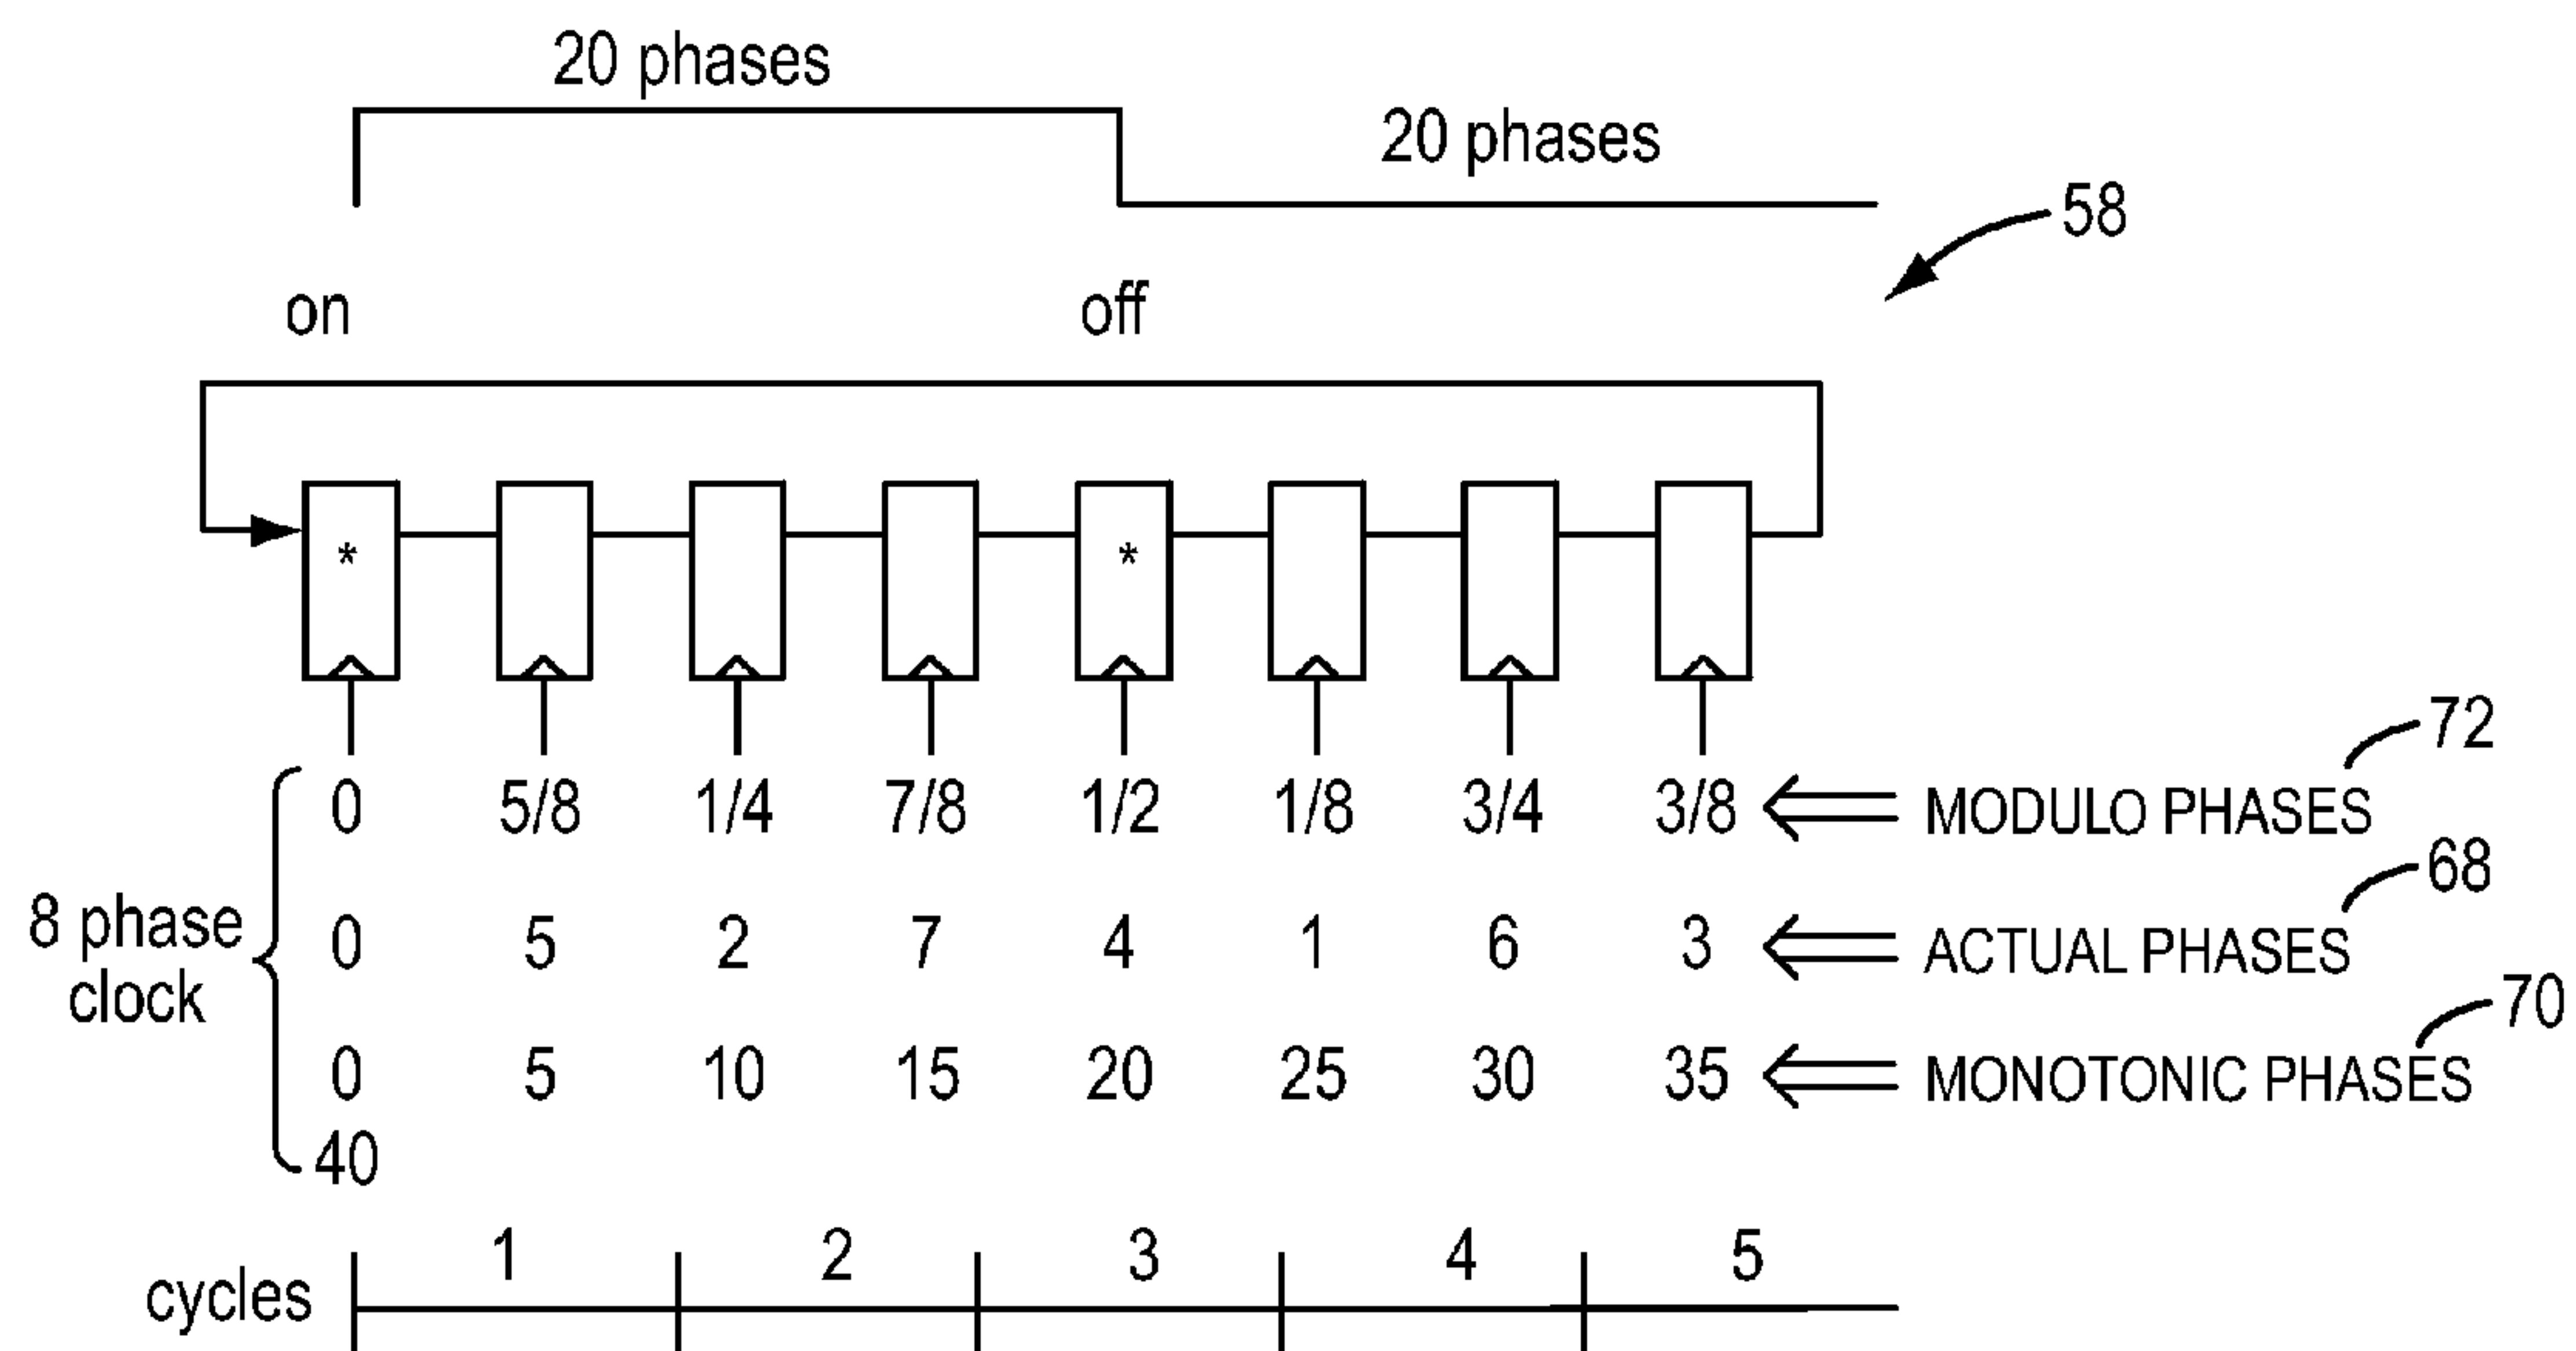 20 phases
20 phases
58
on
off
*
*
72
0 5/8 1/4 7/8 1/2 1/8 3/4 3/8 MODULO PHASES
68
8 phase
clock
0 5 2 7 4 1 6 3 ACTUAL PHASES
70
0 5 10 15 20 25 30 35 MONOTONIC PHASES
40
cycles 1 2 3 4 5